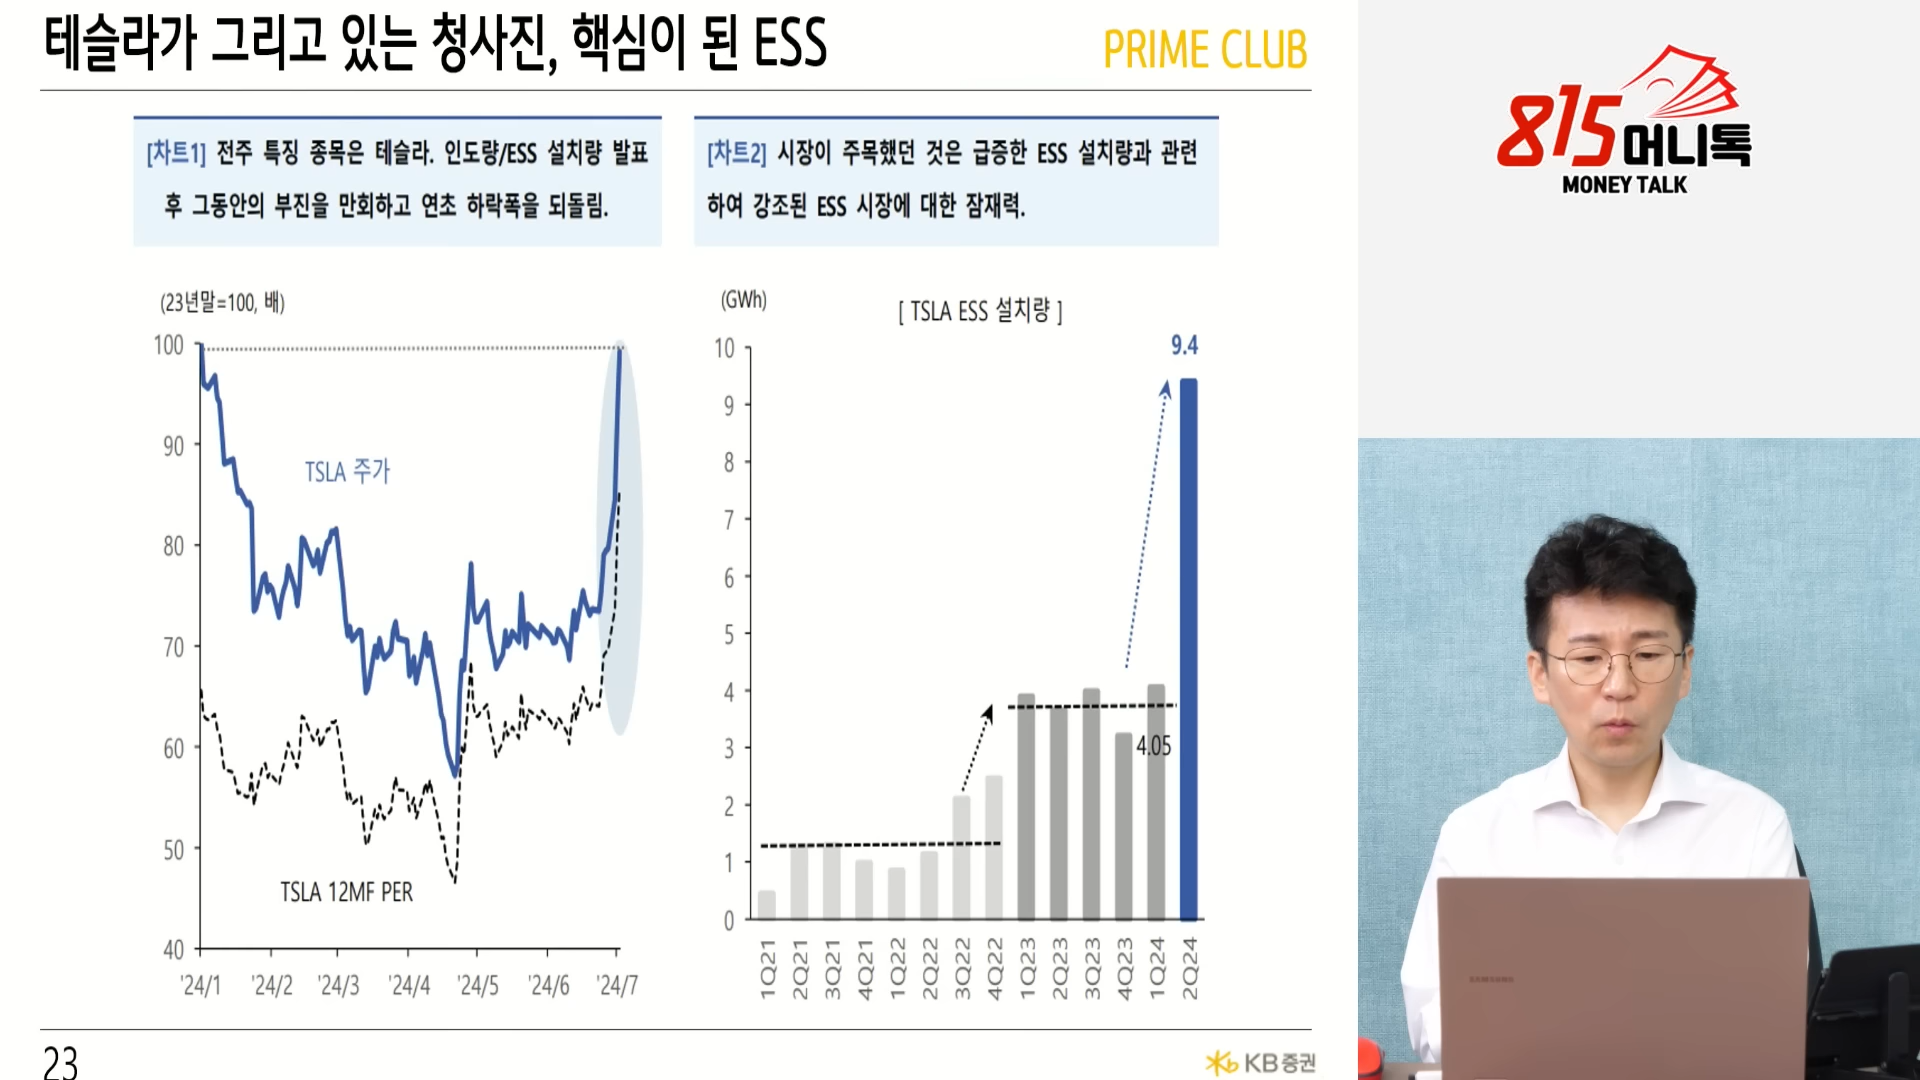 테슬라가 그리고 있는 청사진, 핵심이 된 ESS
PRIME CLUB
[차트1] 전주 특징 종목은 테슬라. 인도량/ESS 설치량 발표
후 그동안의 부진을 만회하고 연초 하락폭을 되돌림.
[차트2] 시장이 주목했던 것은 급증한 ESS 설치량과 관련
하여 강조된 ESS 시장에 대한 잠재력.
(23년말=100, 배)
100
90
80
70
60
50
40
TSLA 주가
TSLA 12MF PER
'24/1 '24/2 '24/3 '24/4 '24/5 '24/6 '24/7
(GWh)
[ TSLA ESS 설치량 ]
10
9
8
7
6
5
4
3
2
1
0
9.4
4.05
1Q21 2Q21 3Q21 4Q21 1Q22 2Q22 3Q22 4Q22 1Q23 2Q23 3Q23 4Q23 1Q24 2Q24
23
KB증권
815머니톡
MONEY TALK
SAMSUNG